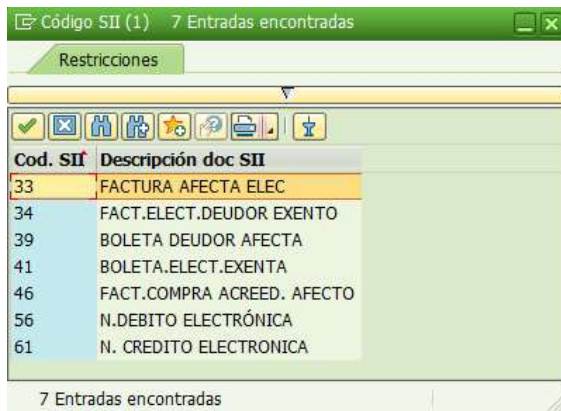 Código SII (1) 7 Entradas encontradas
Restricciones
Cod. SII Descripción doc SII
33 FACTURA AFECTA ELEC
34 FACT.ELECT.DEUDOR EXENTO
39 BOLETA DEUDOR AFECTA
41 BOLETA.ELECT.EXENTA
46 FACT.COMPRA ACREED. AFECTO
56 N.DEBITO ELECTRÓNICA
61 N. CREDITO ELECTRONICA
7 Entradas encontradas